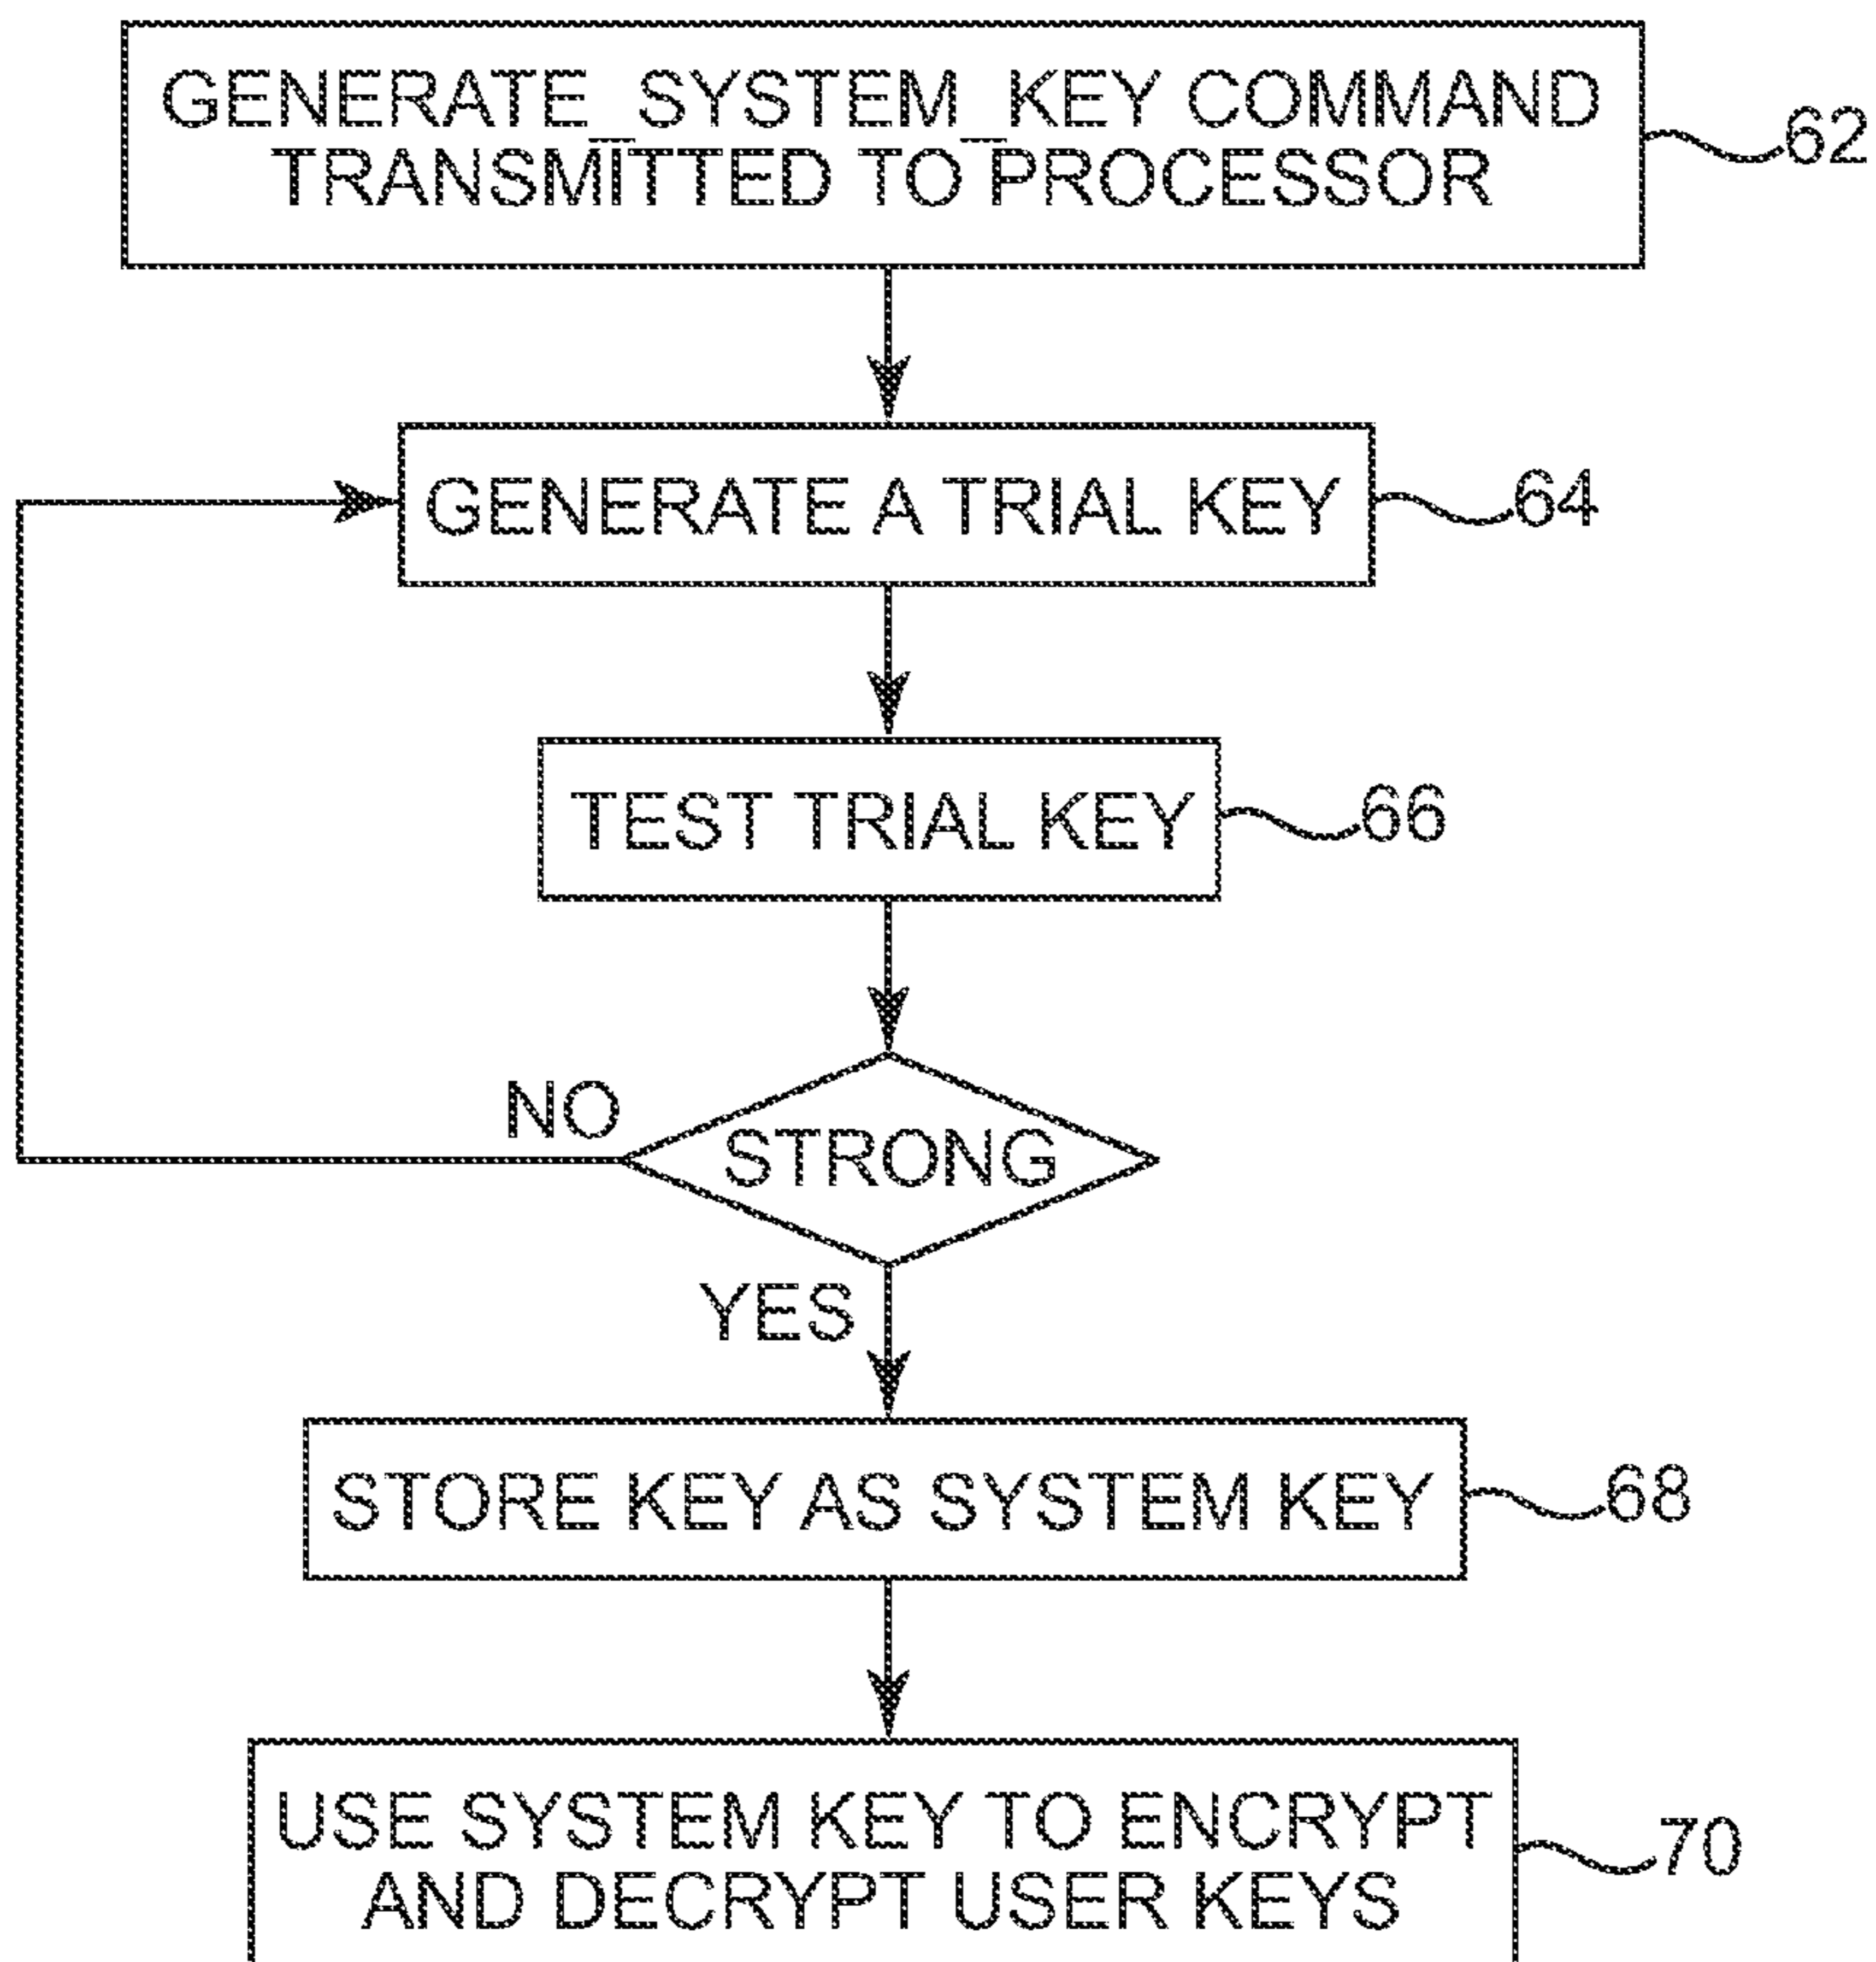 GENERATE_SYSTEM_KEY COMMAND
TRANSMITTED TO PROCESSOR
62
GENERATE A TRIAL KEY
64
TEST TRIAL KEY
66
NO
STRONG
YES
STORE KEY AS SYSTEM KEY
68
USE SYSTEM KEY TO ENCRYPT
AND DECRYPT USER KEYS
70